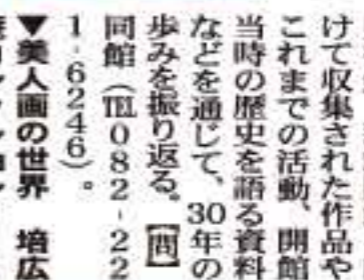 けて収集された作品や
これまでの活動、開館
当時の歴史を語る資料
などを通じて、30年の
歩みを振り返る。【問】
同館(℡082-22
1-6246)。
▼美人画の世界 培広